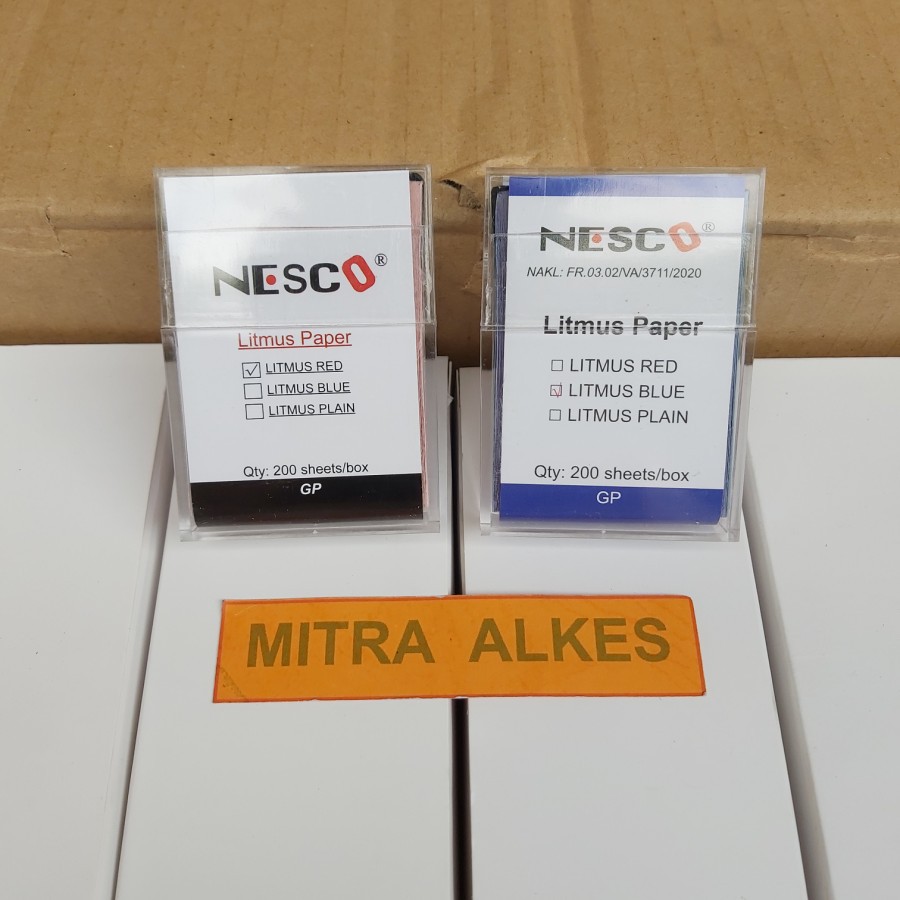 NESCO®
Litmus Paper
☑ LITMUS RED
☐ LITMUS BLUE
☐ LITMUS PLAIN
Qty: 200 sheets/box
GP
NESCO®
NAKL: FR.03.02/VA/3711/2020
Litmus Paper
☐ LITMUS RED
☑ LITMUS BLUE
☐ LITMUS PLAIN
Qty: 200 sheets/box
GP
MITRA ALKES